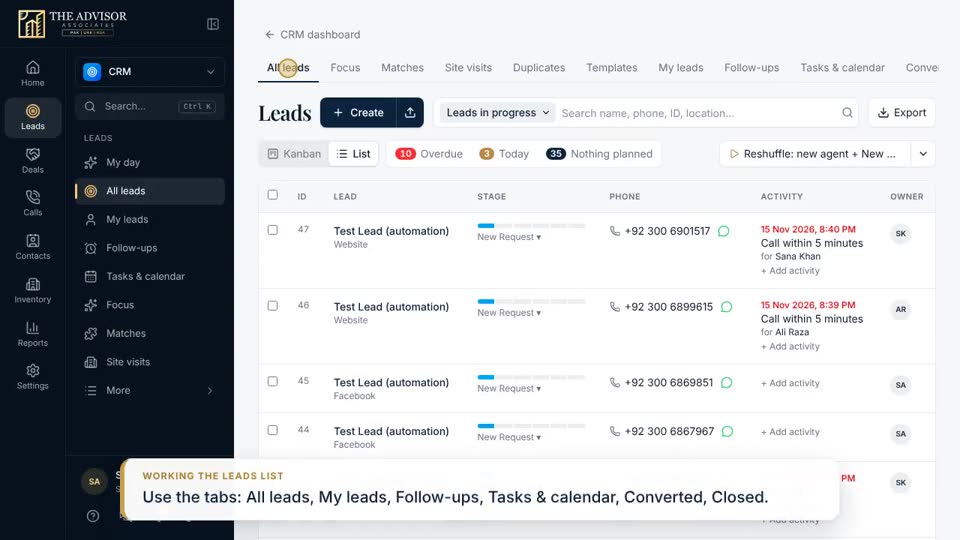 THE ADVISOR
ASSOCIATES
PAK | UAE | KSA
Home
Leads
Deals
Calls
Contacts
Inventory
Reports
Settings
CRM
Search... Ctrl K
LEADS
My day
All leads
My leads
Follow-ups
Tasks & calendar
Focus
Matches
Site visits
More
SA
← CRM dashboard
All leads Focus Matches Site visits Duplicates Templates My leads Follow-ups Tasks & calendar Conve
Leads
+ Create
Leads in progress
Search name, phone, ID, location...
Export
Kanban List
10 Overdue 3 Today 35 Nothing planned
Reshuffle: new agent + New ...
ID LEAD STAGE PHONE ACTIVITY OWNER
47 Test Lead (automation) Website New Request ▾ +92 300 6901517 15 Nov 2026, 8:40 PM SK
Call within 5 minutes
for Sana Khan
+ Add activity
46 Test Lead (automation) Website New Request ▾ +92 300 6899615 15 Nov 2026, 8:39 PM AR
Call within 5 minutes
for Ali Raza
+ Add activity
45 Test Lead (automation) Facebook New Request ▾ +92 300 6869851 + Add activity SA
44 Test Lead (automation) Facebook New Request ▾ +92 300 6867967 + Add activity SA
PM SK
+ Add activity
WORKING THE LEADS LIST
Use the tabs: All leads, My leads, Follow-ups, Tasks & calendar, Converted, Closed.